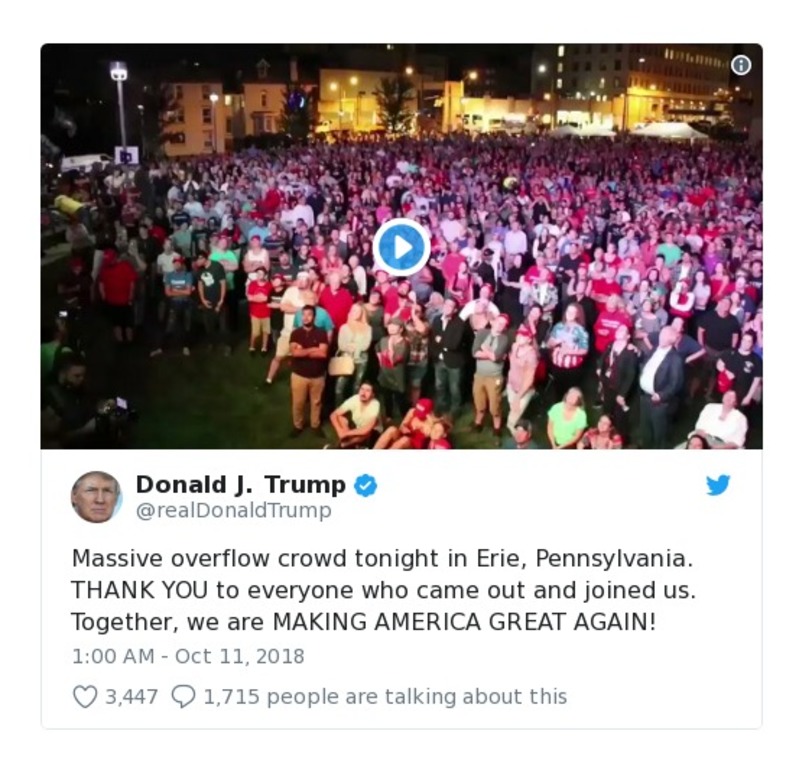 Donald J. Trump
@realDonaldTrump
Massive overflow crowd tonight in Erie, Pennsylvania.
THANK YOU to everyone who came out and joined us.
Together, we are MAKING AMERICA GREAT AGAIN!
1:00 AM - Oct 11, 2018
3,447 1,715 people are talking about this